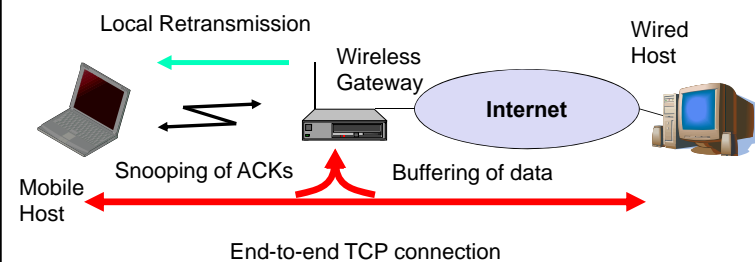 Local Retransmission
Wired
Host
Wireless
Gateway
Internet
Snooping of ACKs
Buffering of data
Mobile
Host
End-to-end TCP connection